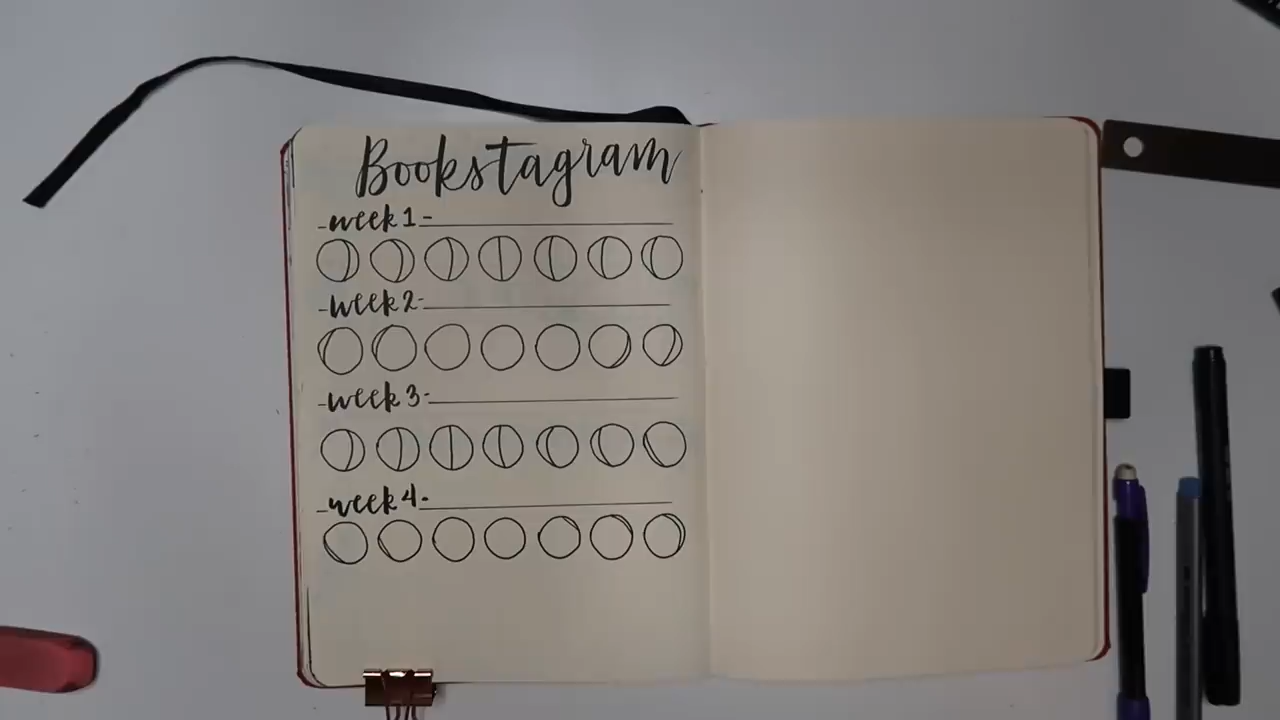 Bookstagram
-week 1-
-week 2-
-week 3-
-week 4-